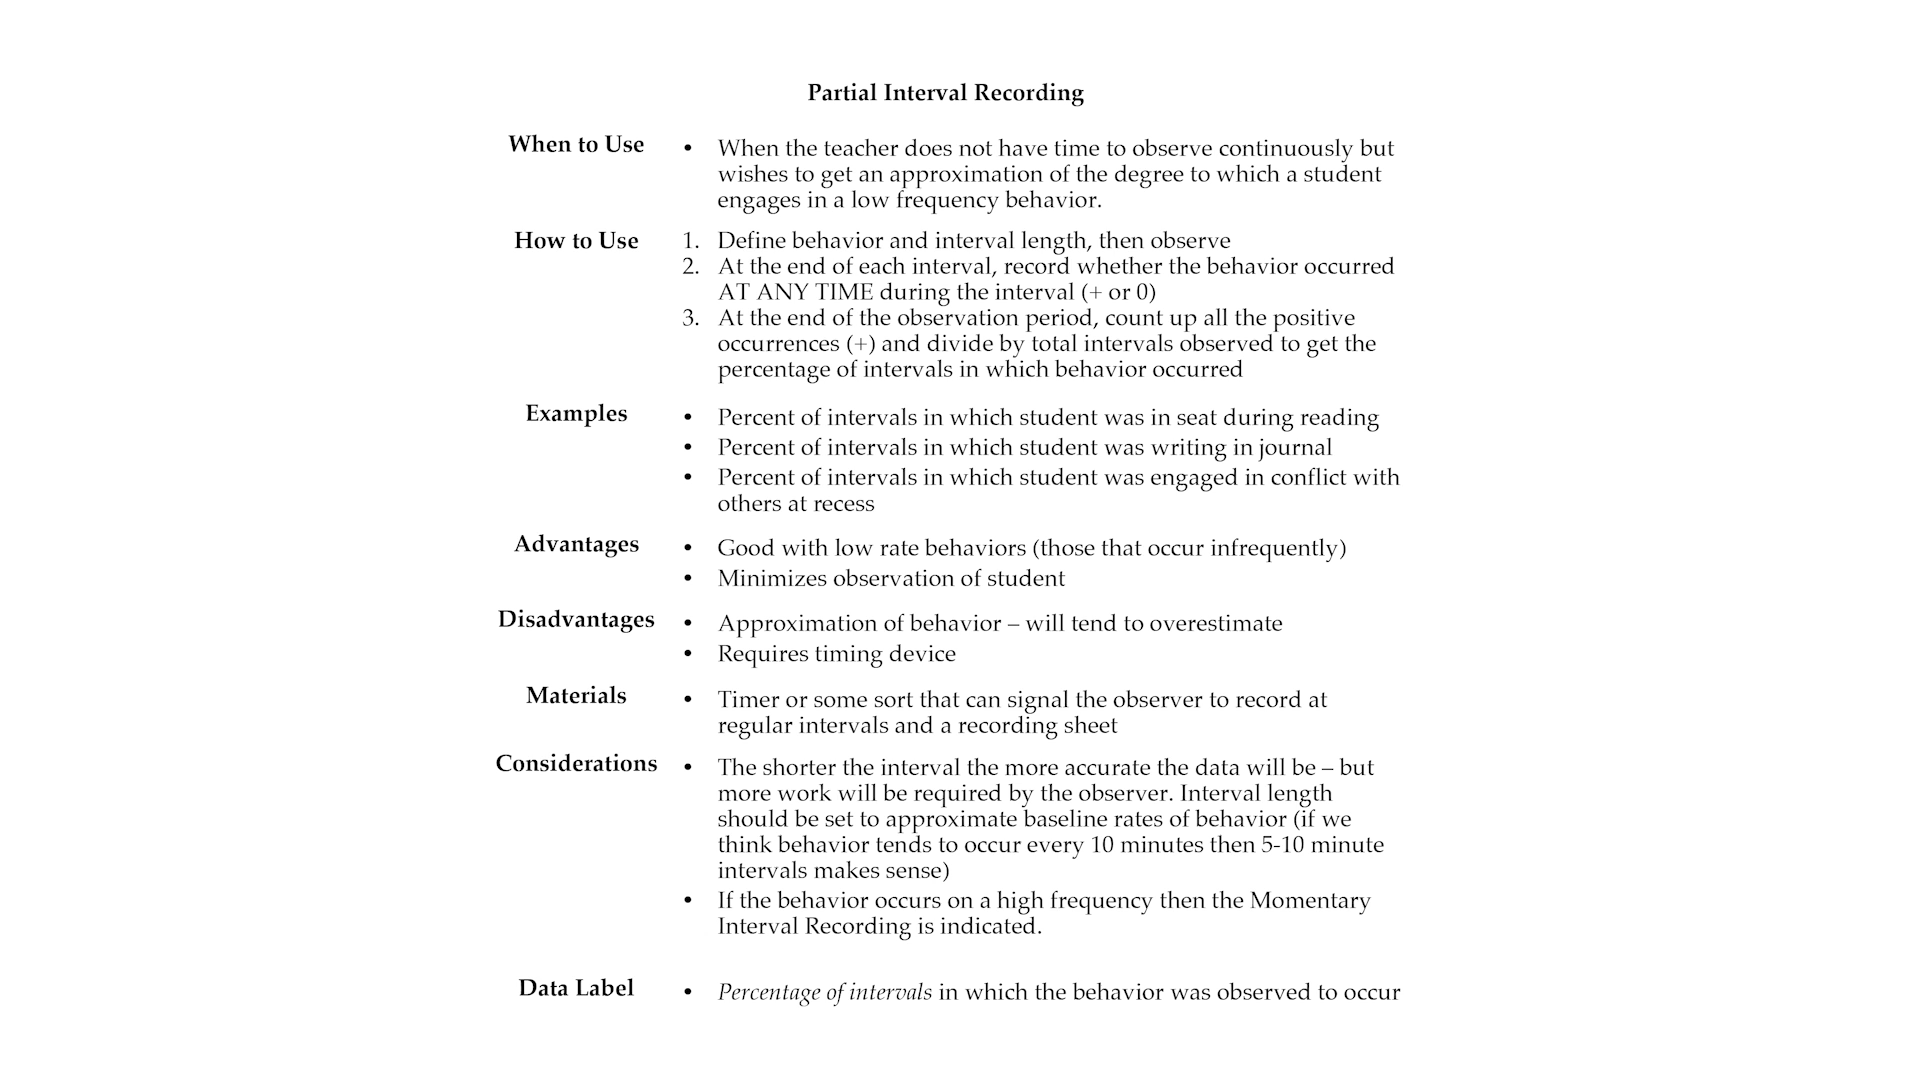 Partial Interval Recording
When to Use
• When the teacher does not have time to observe continuously but
wishes to get an approximation of the degree to which a student
engages in a low frequency behavior.
How to Use
1. Define behavior and interval length, then observe
2. At the end of each interval, record whether the behavior occurred
AT ANY TIME during the interval (+ or 0)
3. At the end of the observation period, count up all the positive
occurrences (+) and divide by total intervals observed to get the
percentage of intervals in which behavior occurred
Examples
• Percent of intervals in which student was in seat during reading
• Percent of intervals in which student was writing in journal
• Percent of intervals in which student was engaged in conflict with
others at recess
Advantages
• Good with low rate behaviors (those that occur infrequently)
• Minimizes observation of student
Disadvantages
• Approximation of behavior – will tend to overestimate
• Requires timing device
Materials
• Timer or some sort that can signal the observer to record at
regular intervals and a recording sheet
Considerations
• The shorter the interval the more accurate the data will be – but
more work will be required by the observer. Interval length
should be set to approximate baseline rates of behavior (if we
think behavior tends to occur every 10 minutes then 5-10 minute
intervals makes sense)
• If the behavior occurs on a high frequency then the Momentary
Interval Recording is indicated.
Data Label
• Percentage of intervals in which the behavior was observed to occur